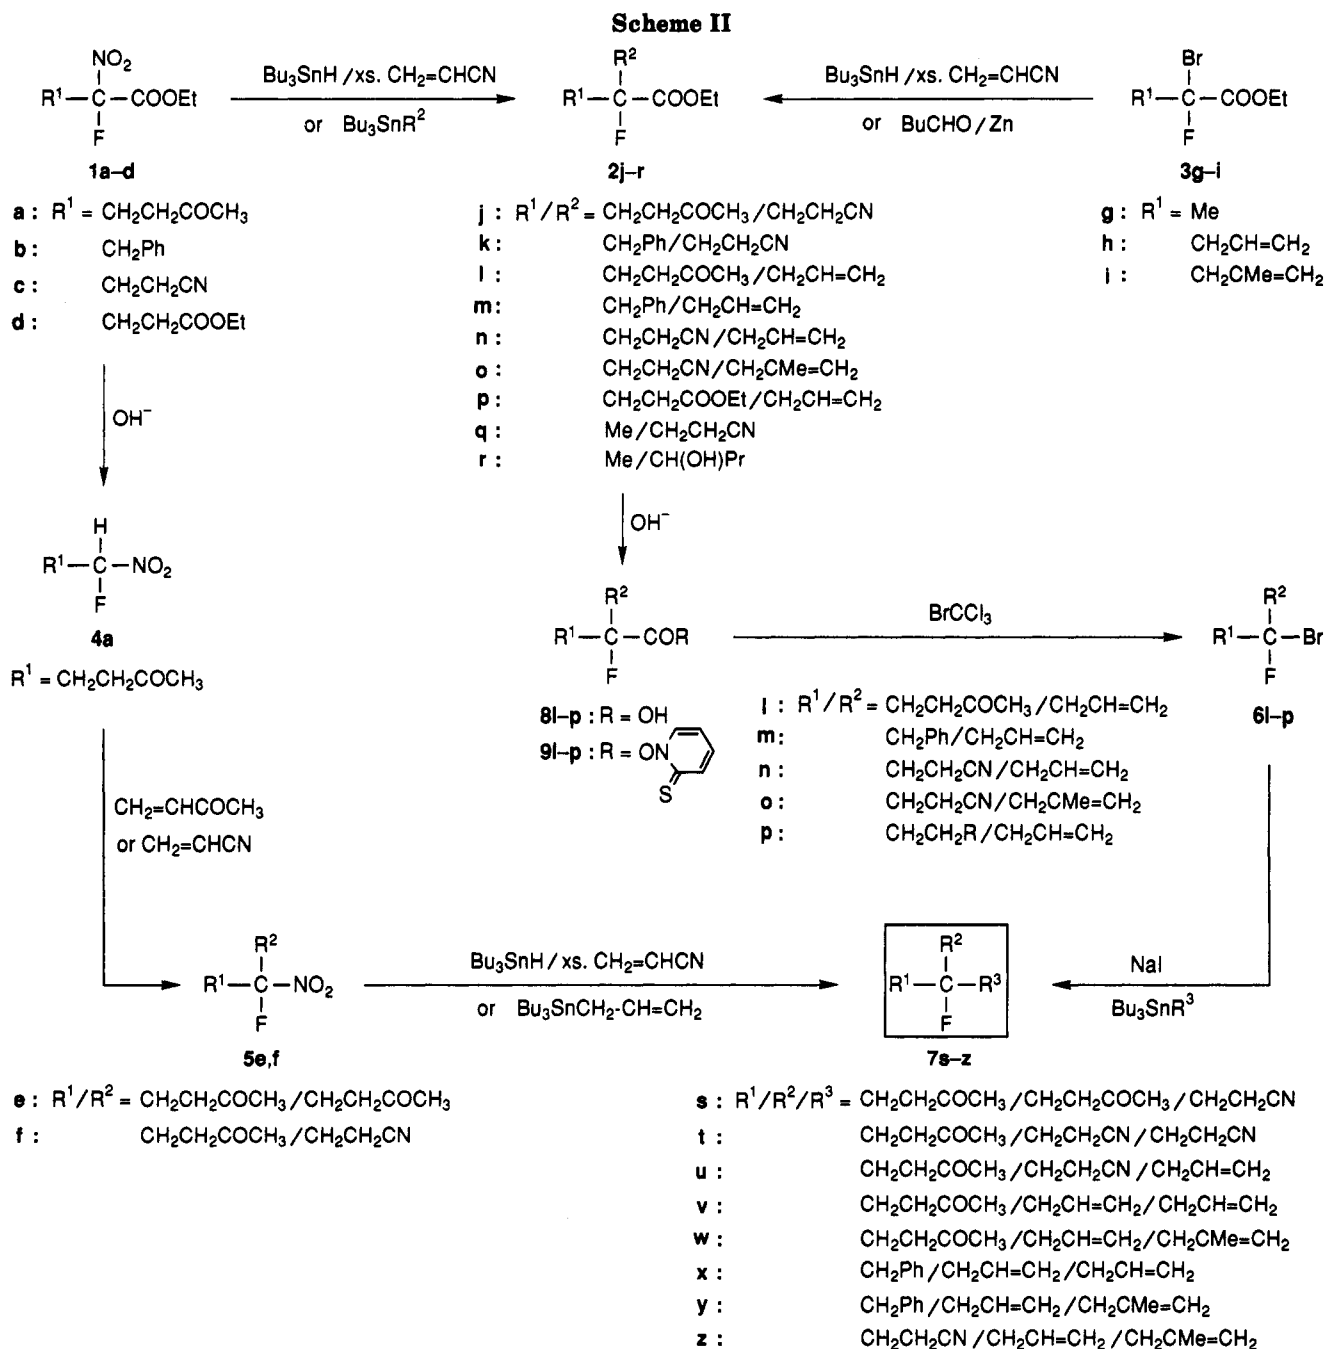 Scheme II
NO₂
R¹—C—COOEt
F
1a–d
Bu₃SnH / xs. CH₂=CHCN
or Bu₃SnR²
R²
R¹—C—COOEt
F
2j–r
Bu₃SnH / xs. CH₂=CHCN
or BuCHO / Zn
Br
R¹—C—COOEt
F
3g–i
a : R¹ = CH₂CH₂COCH₃
b : CH₂Ph
c : CH₂CH₂CN
d : CH₂CH₂COOEt
j : R¹/R² = CH₂CH₂COCH₃ / CH₂CH₂CN
k : CH₂Ph / CH₂CH₂CN
l : CH₂CH₂COCH₃ / CH₂CH=CH₂
m : CH₂Ph / CH₂CH=CH₂
n : CH₂CH₂CN / CH₂CH=CH₂
o : CH₂CH₂CN / CH₂CMe=CH₂
p : CH₂CH₂COOEt / CH₂CH=CH₂
q : Me / CH₂CH₂CN
r : Me / CH(OH)Pr
g : R¹ = Me
h : CH₂CH=CH₂
i : CH₂CMe=CH₂
OH⁻
H
R¹—C—NO₂
F
4a
R¹ = CH₂CH₂COCH₃
OH⁻
R²
R¹—C—COR
F
8l–p : R = OH
9l–p : R = ON
S
BrCCl₃
R²
R¹—C—Br
F
6l–p
l : R¹/R² = CH₂CH₂COCH₃ / CH₂CH=CH₂
m : CH₂Ph / CH₂CH=CH₂
n : CH₂CH₂CN / CH₂CH=CH₂
o : CH₂CH₂CN / CH₂CMe=CH₂
p : CH₂CH₂R / CH₂CH=CH₂
CH₂=CHCOCH₃
or CH₂=CHCN
R²
R¹—C—NO₂
F
5e,f
Bu₃SnH / xs. CH₂=CHCN
or Bu₃SnCH₂-CH=CH₂
R²
R¹—C—R³
F
7s–z
NaI
Bu₃SnR³
e : R¹/R² = CH₂CH₂COCH₃ / CH₂CH₂COCH₃
f : CH₂CH₂COCH₃ / CH₂CH₂CN
s : R¹/R²/R³ = CH₂CH₂COCH₃ / CH₂CH₂COCH₃ / CH₂CH₂CN
t : CH₂CH₂COCH₃ / CH₂CH₂CN / CH₂CH₂CN
u : CH₂CH₂COCH₃ / CH₂CH₂CN / CH₂CH=CH₂
v : CH₂CH₂COCH₃ / CH₂CH=CH₂ / CH₂CH=CH₂
w : CH₂CH₂COCH₃ / CH₂CH=CH₂ / CH₂CMe=CH₂
x : CH₂Ph / CH₂CH=CH₂ / CH₂CH=CH₂
y : CH₂Ph / CH₂CH=CH₂ / CH₂CMe=CH₂
z : CH₂CH₂CN / CH₂CH=CH₂ / CH₂CMe=CH₂